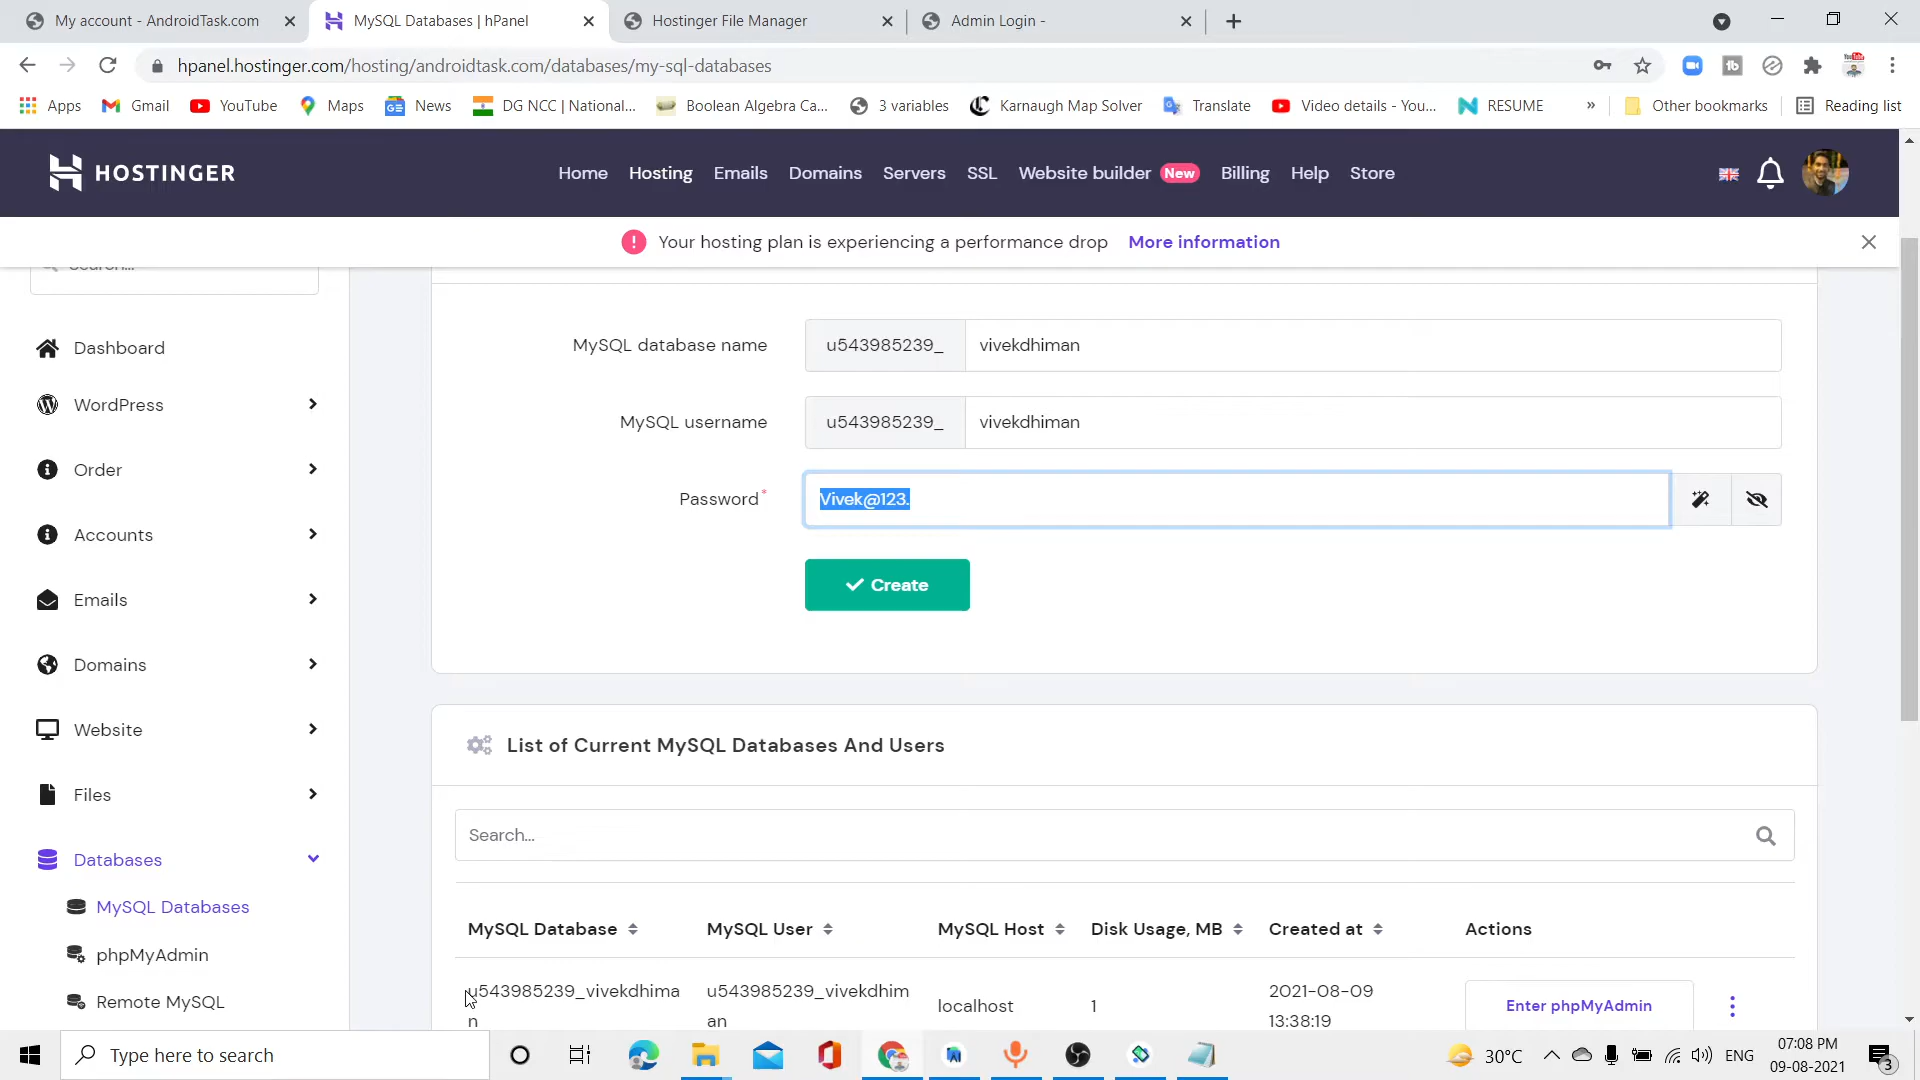 My account - AndroidTask.com
MySQL Databases | hPanel
Hostinger File Manager
Admin Login -
hpanel.hostinger.com/hosting/androidtask.com/databases/my-sql-databases
Apps
Gmail
YouTube
Maps
News
DG NCC | National...
Boolean Algebra Ca...
3 variables
Karnaugh Map Solver
Translate
Video details - You...
RESUME
»
Other bookmarks
Reading list
HOSTINGER
Home
Hosting
Emails
Domains
Servers
SSL
Website builder New
Billing
Help
Store
Your hosting plan is experiencing a performance drop More information
Search...
Dashboard
WordPress
Order
Accounts
Emails
Domains
Website
Files
Databases
MySQL Databases
phpMyAdmin
Remote MySQL
MySQL database name u543985239_ vivekdhiman
MySQL username u543985239_ vivekdhiman
Password* Vivek@123.
Create
List of Current MySQL Databases And Users
Search...
MySQL Database MySQL User MySQL Host Disk Usage, MB Created at Actions
u543985239_vivekdhima u543985239_vivekdhim localhost 1 2021-08-09 Enter phpMyAdmin
n an 13:38:19
Type here to search
30°C
ENG
07:08 PM
09-08-2021
3